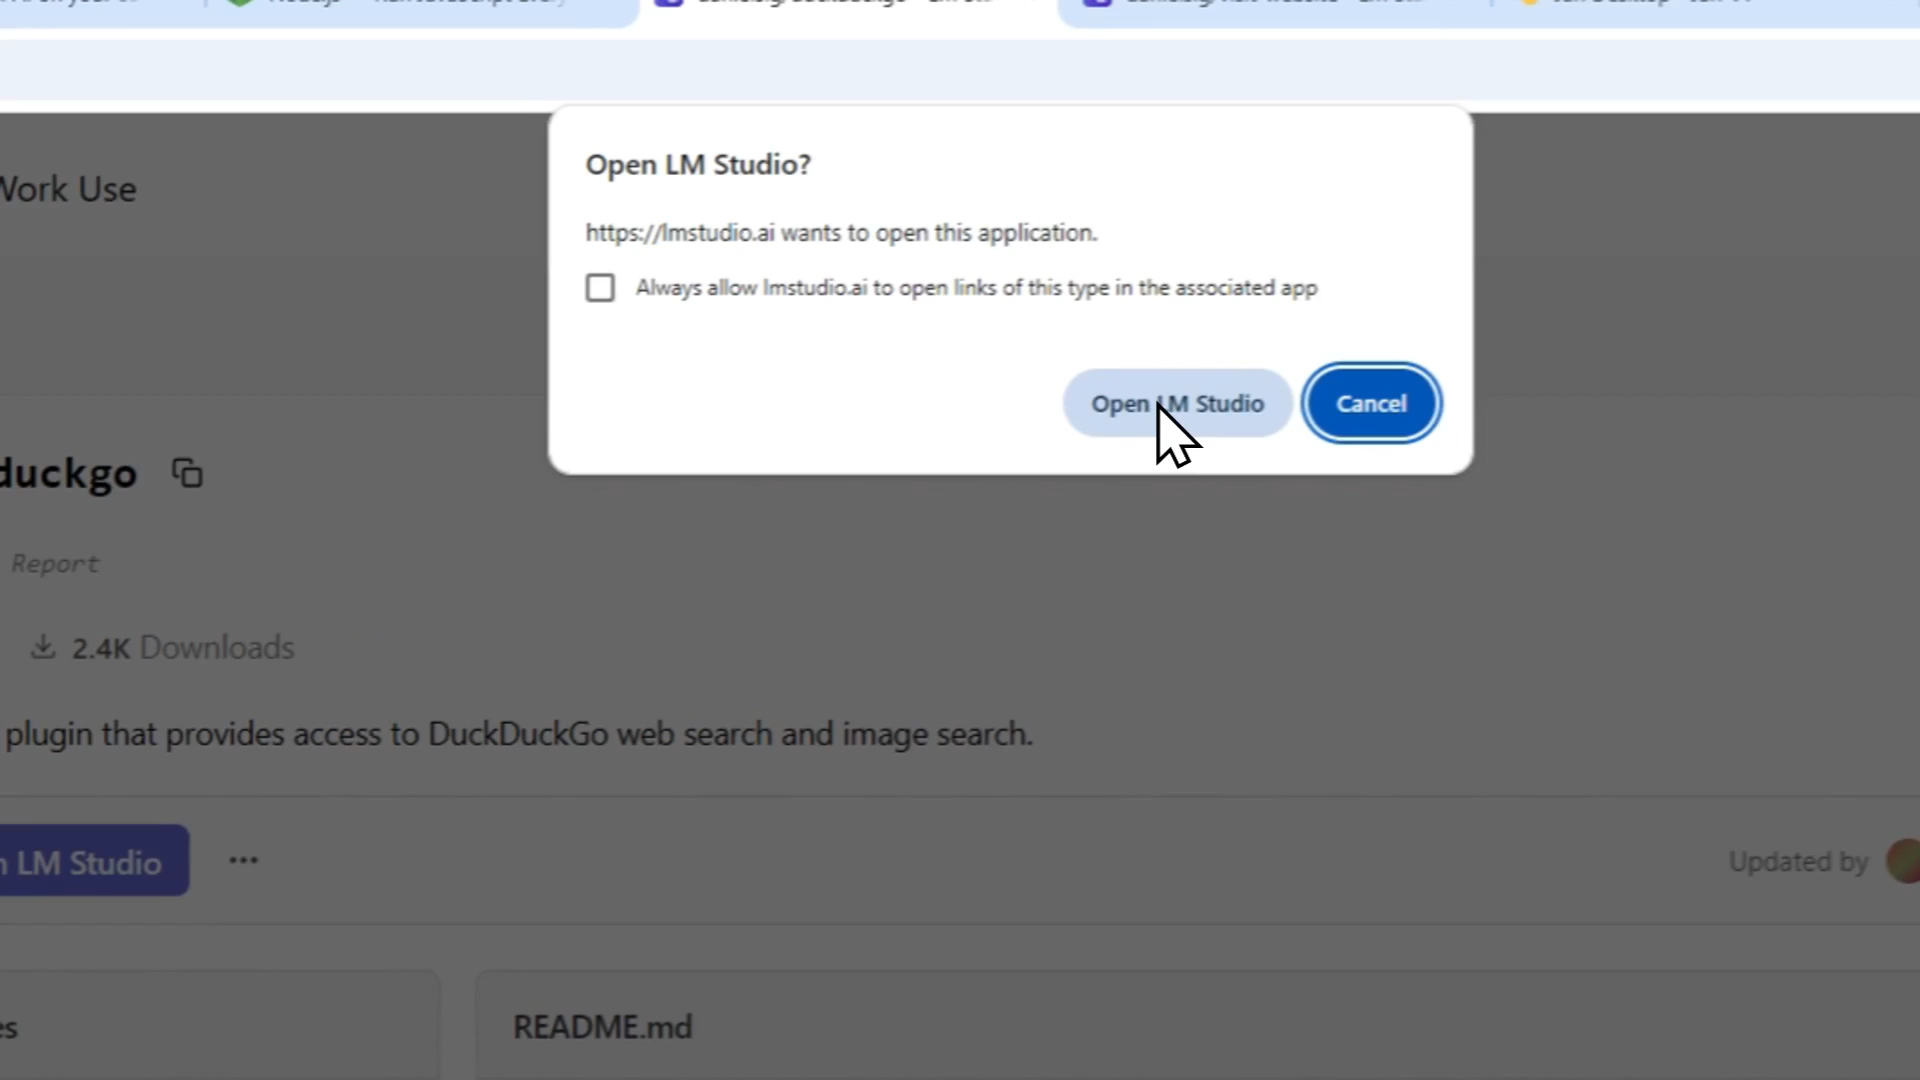 Open LM Studio?
Work Use
https://lmstudio.ai wants to open this application.
Always allow lmstudio.ai to open links of this type in the associated app
Open LM Studio
Cancel
duckgo
Report
2.4K Downloads
plugin that provides access to DuckDuckGo web search and image search.
LM Studio
Updated by
README.md